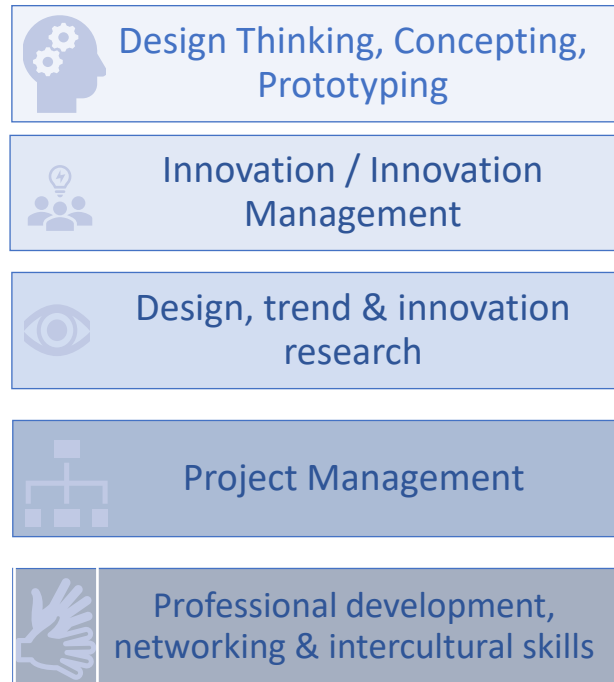 Design Thinking, Concepting,
Prototyping
Innovation / Innovation
Management
Design, trend & innovation
research
Project Management
Professional development,
networking & intercultural skills